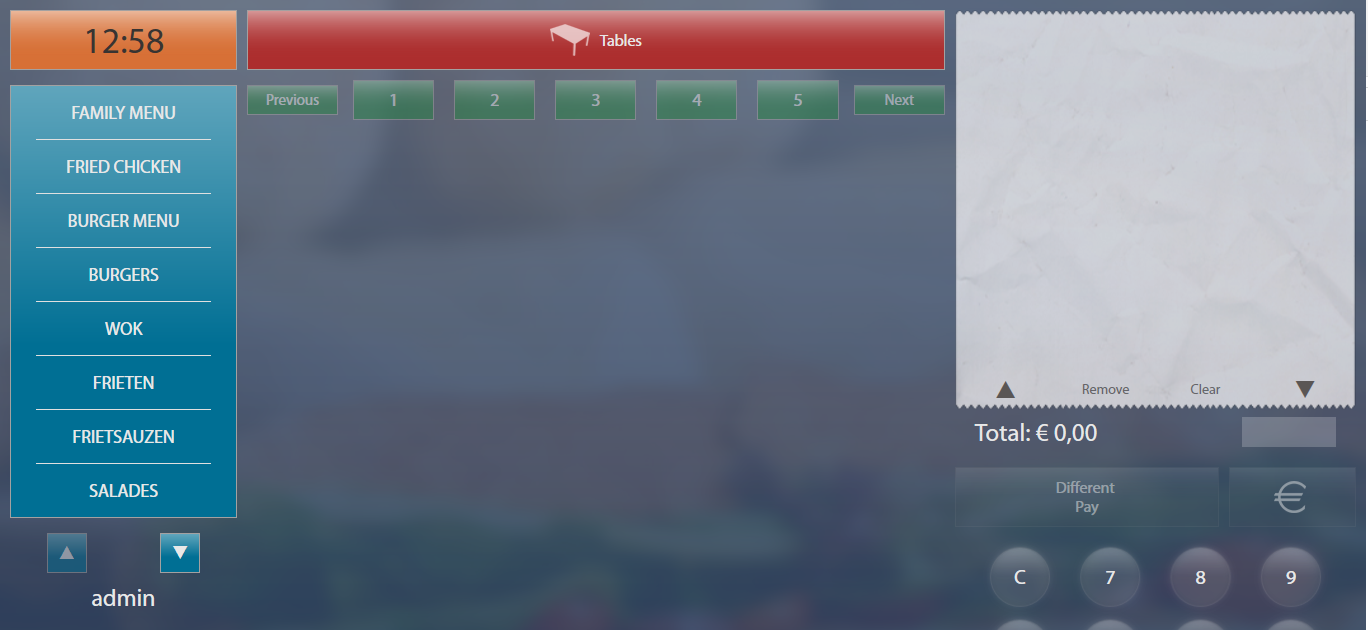 12:58
Tables
FAMILY MENU
FRIED CHICKEN
BURGER MENU
BURGERS
WOK
FRIETEN
FRIETSAUZEN
SALADES
admin
Previous 1 2 3 4 5 Next
Remove Clear
Total: € 0,00
Different
Pay
€
C 7 8 9